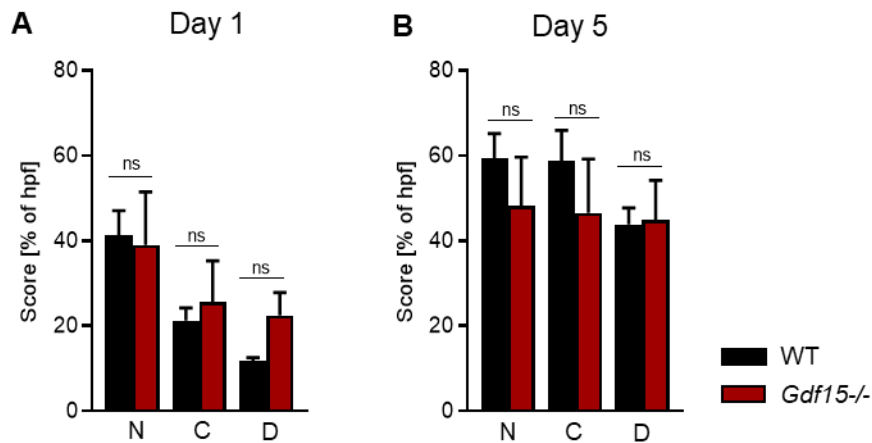 A
Day 1
Score [% of hpf]
80
60
40
20
0
ns
ns
ns
N C D
B
Day 5
Score [% of hpf]
80
60
40
20
0
ns
ns
ns
N C D
WT
Gdf15-/-